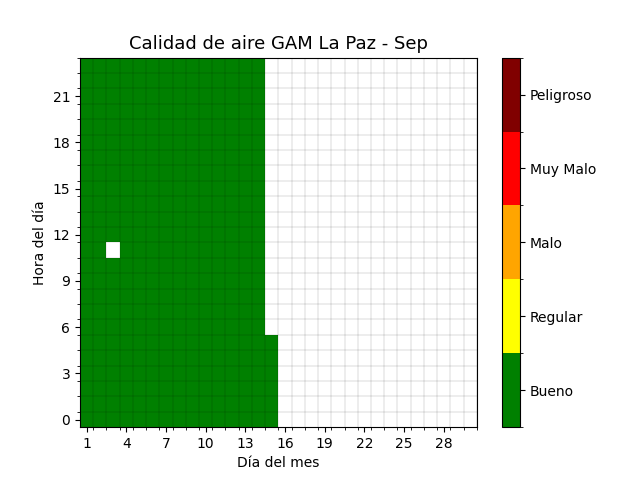 Calidad de aire GAM La Paz - Sep
Hora del día
21
18
15
12
9
6
3
0
1 4 7 10 13 16 19 22 25 28
Día del mes
Peligroso
Muy Malo
Malo
Regular
Bueno